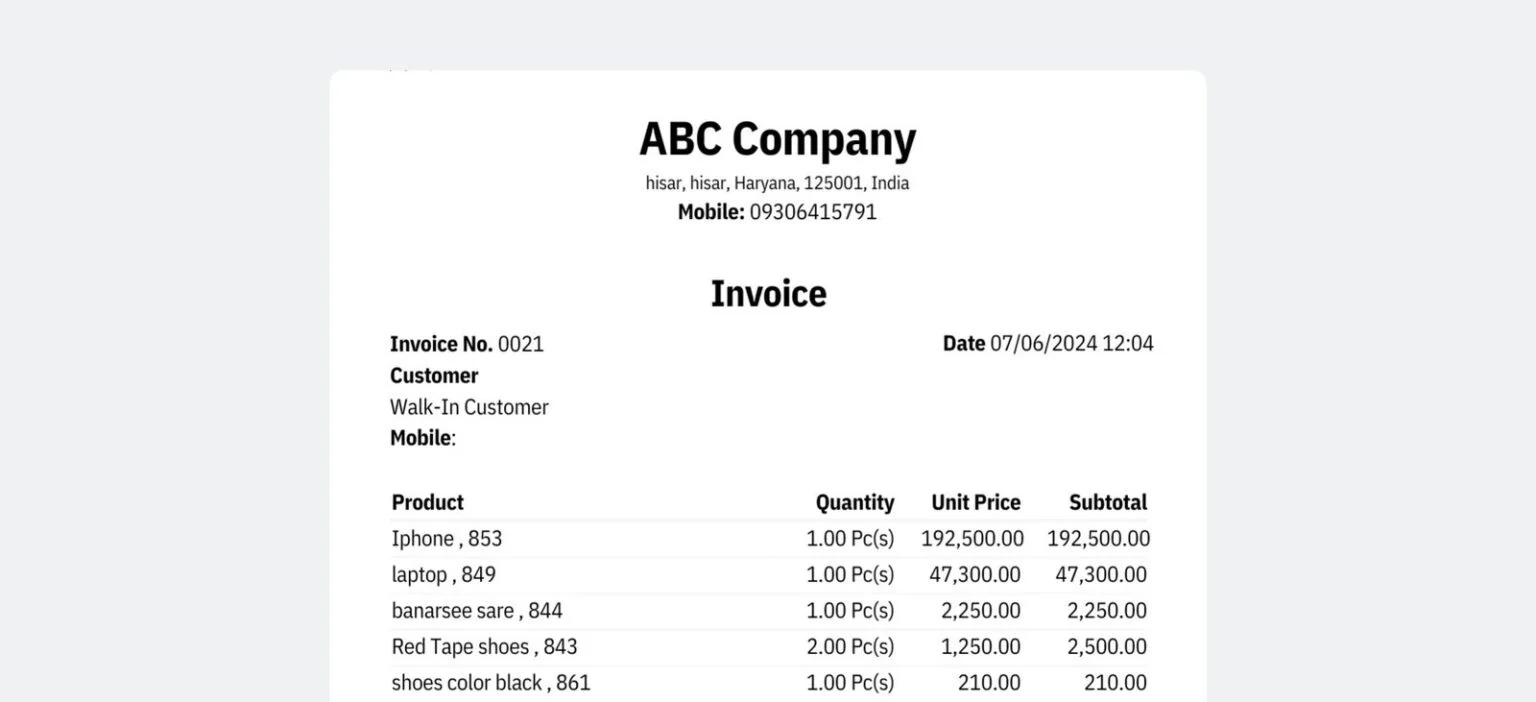 ABC Company
hisar, hisar, Haryana, 125001, India
Mobile: 09306415791
Invoice
Invoice No. 0021 Date 07/06/2024 12:04
Customer
Walk-In Customer
Mobile:
Product Quantity Unit Price Subtotal
Iphone , 853 1.00 Pc(s) 192,500.00 192,500.00
laptop , 849 1.00 Pc(s) 47,300.00 47,300.00
banarsee sare , 844 1.00 Pc(s) 2,250.00 2,250.00
Red Tape shoes , 843 2.00 Pc(s) 1,250.00 2,500.00
shoes color black , 861 1.00 Pc(s) 210.00 210.00